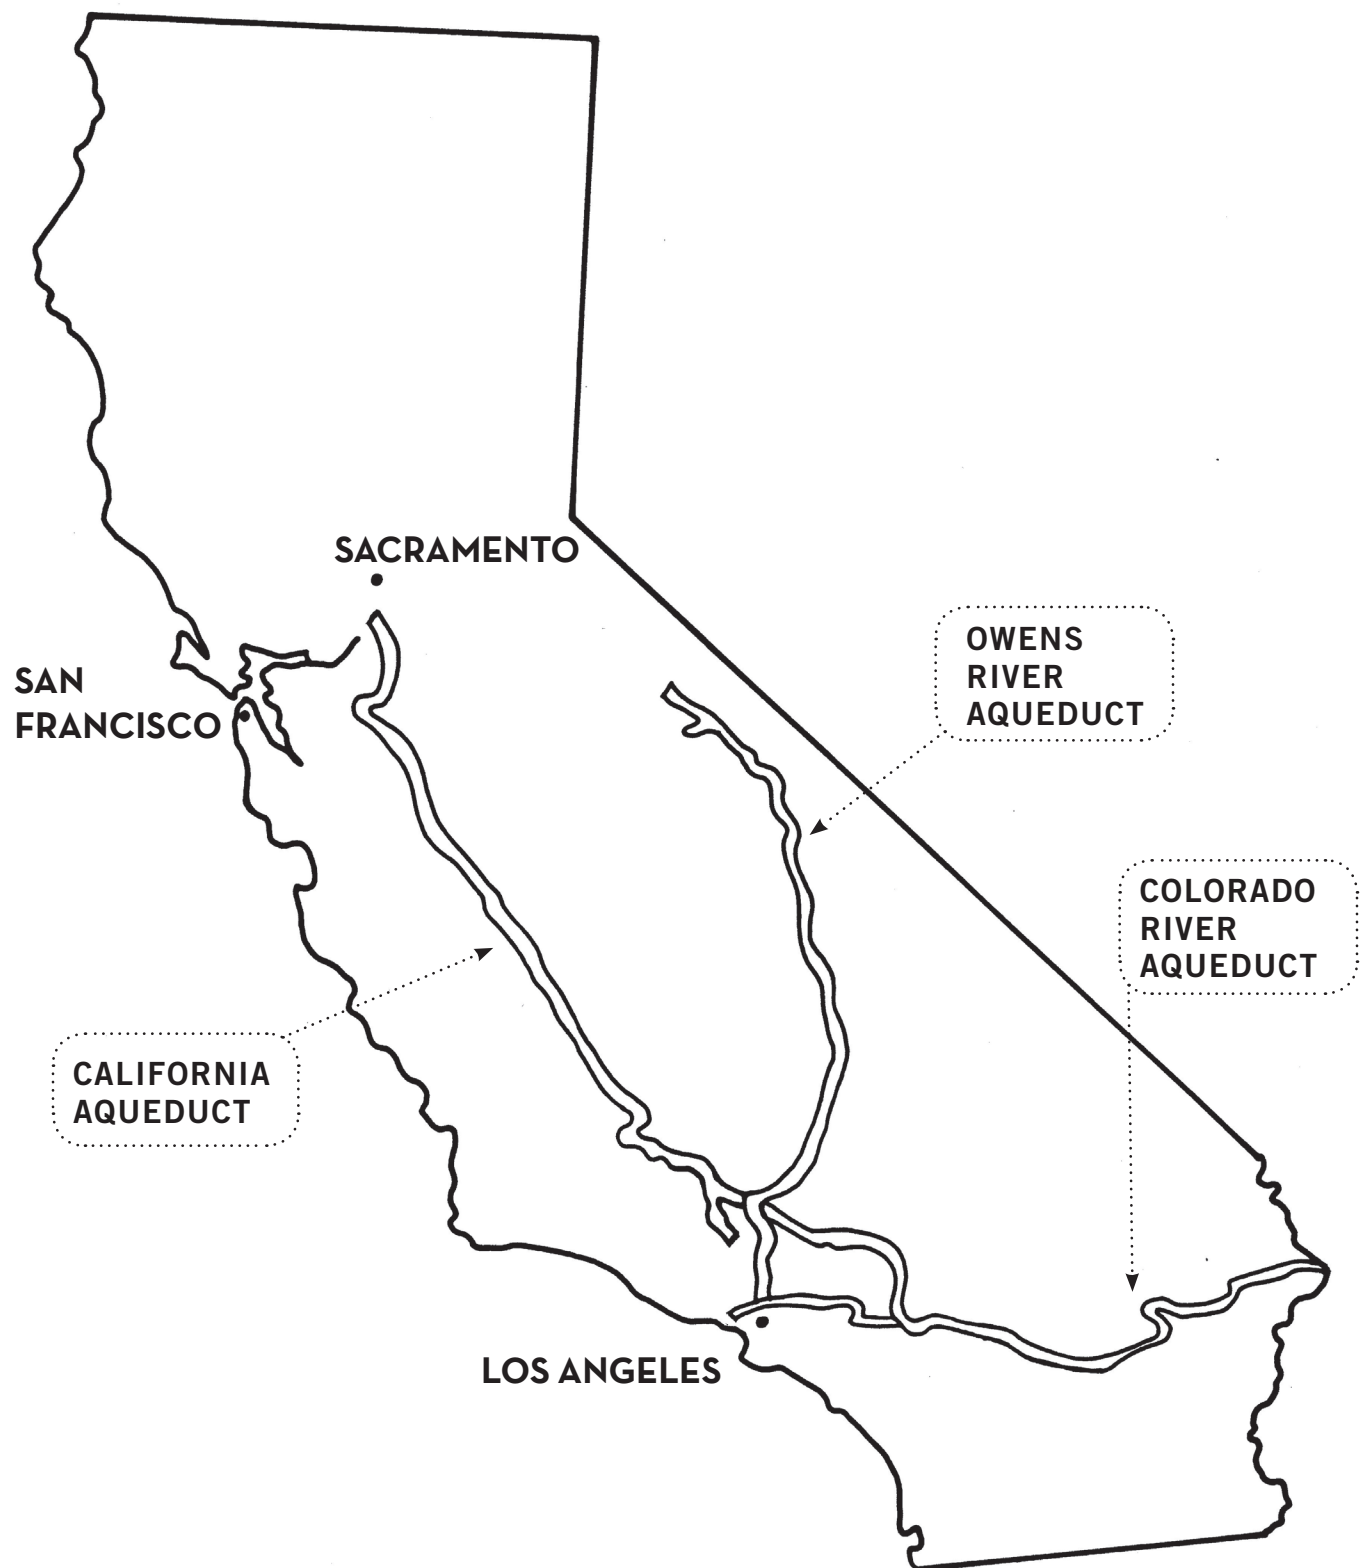 SACRAMENTO
SAN
FRANCISCO
OWENS
RIVER
AQUEDUCT
COLORADO
RIVER
AQUEDUCT
CALIFORNIA
AQUEDUCT
LOS ANGELES